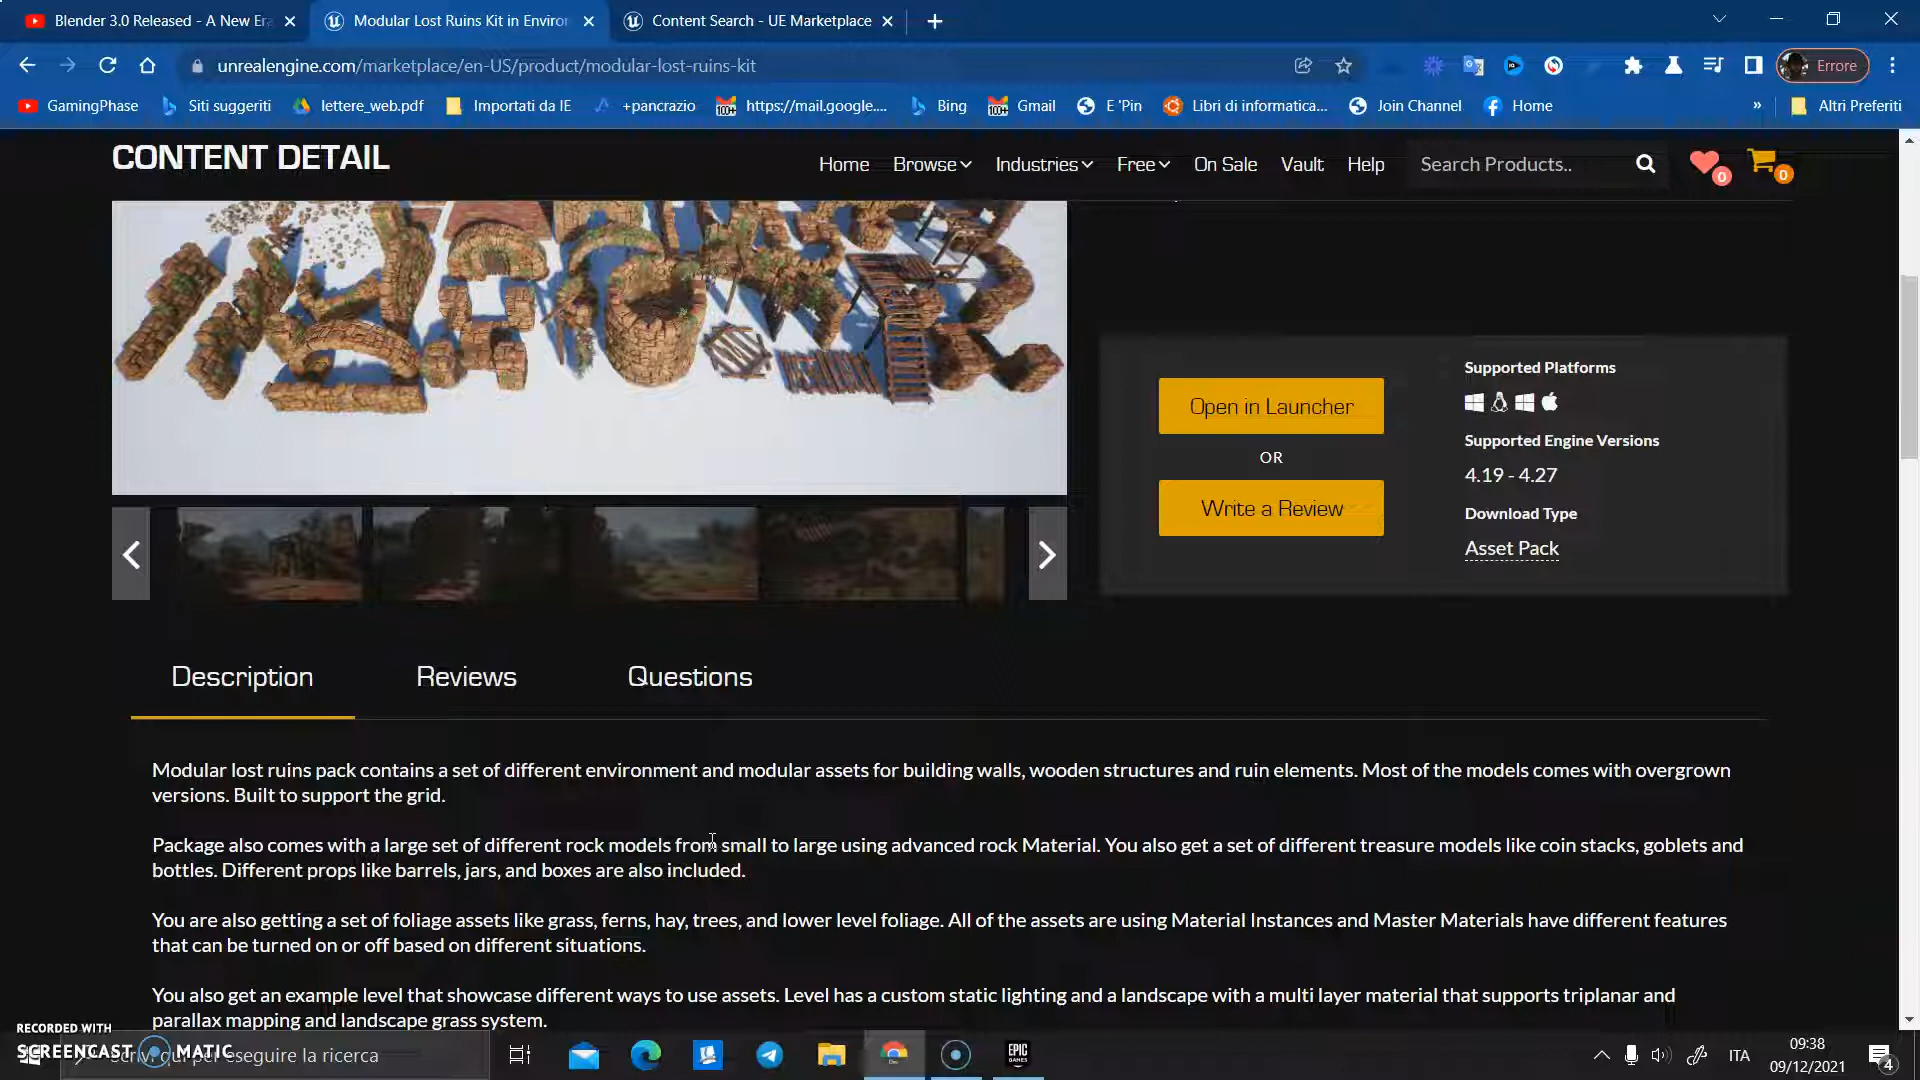 Blender 3.0 Released - A New Era
Modular Lost Ruins Kit in Enviror
Content Search - UE Marketplace
unrealengine.com/marketplace/en-US/product/modular-lost-ruins-kit
Errore
GamingPhase
Siti suggeriti
lettere_web.pdf
Importati da IE
+pancrazio
https://mail.google....
Bing
Gmail
E 'Pin
Libri di informatica...
Join Channel
Home
»
Altri Preferiti
CONTENT DETAIL
Home Browse Industries Free On Sale Vault Help
Search Products..
0
0
Supported Platforms
Open in Launcher
Supported Engine Versions
OR
4.19 - 4.27
Write a Review
Download Type
Asset Pack
Description Reviews Questions
Modular lost ruins pack contains a set of different environment and modular assets for building walls, wooden structures and ruin elements. Most of the models comes with overgrown
versions. Built to support the grid.
Package also comes with a large set of different rock models from small to large using advanced rock Material. You also get a set of different treasure models like coin stacks, goblets and
bottles. Different props like barrels, jars, and boxes are also included.
You are also getting a set of foliage assets like grass, ferns, hay, trees, and lower level foliage. All of the assets are using Material Instances and Master Materials have different features
that can be turned on or off based on different situations.
You also get an example level that showcase different ways to use assets. Level has a custom static lighting and a landscape with a multi layer material that supports triplanar and
parallax mapping and landscape grass system.
RECORDED WITH
SCREENCAST MATIC
Scrivi qui per eseguire la ricerca
EPIC
GAMES
ITA
09:38
09/12/2021
4